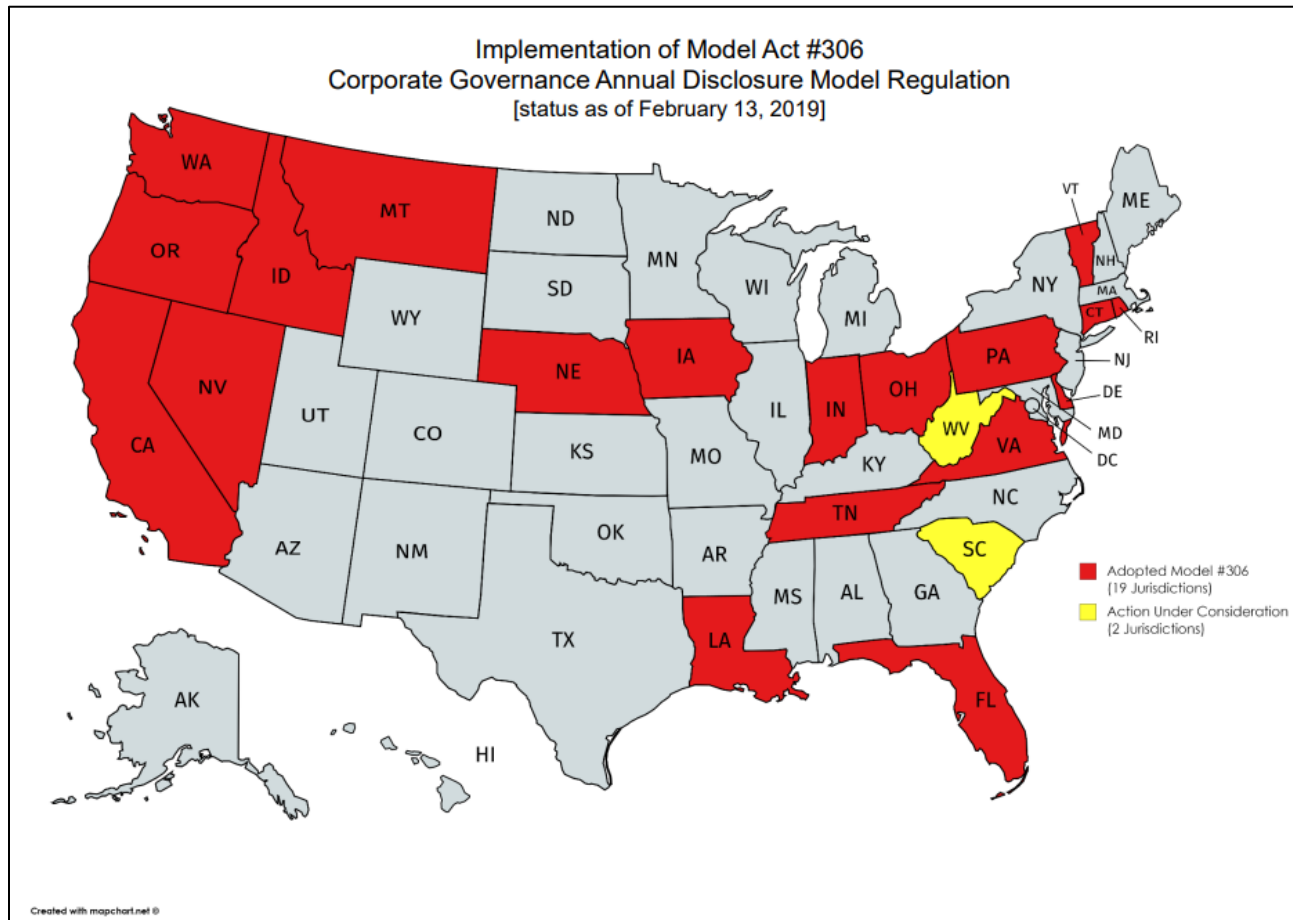 Implementation of Model Act #306
Corporate Governance Annual Disclosure Model Regulation
[status as of February 13, 2019]
WA
MT
ND
MN
VT
ME
OR
ID
SD
WI
NY
NH
MA
WY
MI
CT
RI
NV
NE
IA
PA
NJ
CA
UT
CO
IL
IN
OH
DE
KS
MO
WV
MD
KY
VA
DC
AZ
NM
OK
TN
NC
AR
SC
Adopted Model #306
(19 Jurisdictions)
MS
AL
GA
Action Under Consideration
(2 Jurisdictions)
TX
LA
AK
FL
HI
Created with mapchart.net ©